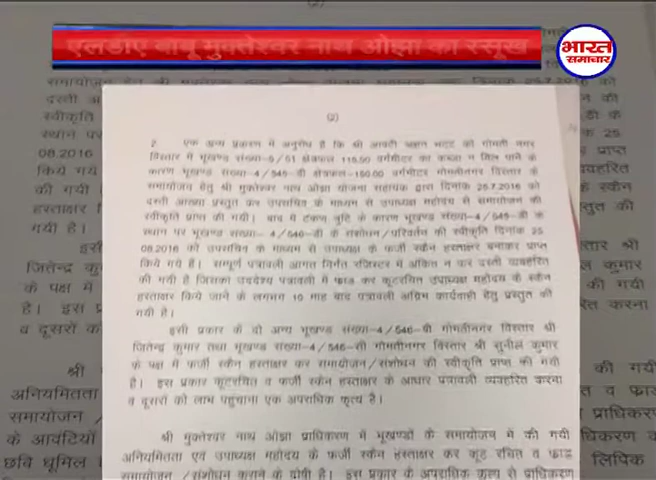 एलडीए बाबू मुक्तेश्वर नाथ ओझा का रसूख
भारत
समाचार
(2)
2. एक अन्य प्रकरण में अनुरोध है कि श्री आवटी भट्ट को गोमती नगर
विस्तार में भूखण्ड संख्या-5/51 क्षेत्रफल 115.50 वर्गमीटर का कब्जा न मिल पाने के
कारण भूखण्ड संख्या-4/545-डी क्षेत्रफल-150.00 वर्गमीटर गोमतीनगर विस्तार के
समायोजन हेतु श्री मुक्तेश्वर नाथ ओझा योजना सहायक द्वारा दिनांक 25.7.2016 को
दस्ती आख्या प्रस्तुत कर उपसचिव के माध्यम से उपाध्यक्ष महोदय से समायोजन की
स्वीकृति प्राप्त की गयी। बाद में टंकण त्रुटि के कारण भूखण्ड संख्या-4/545-डी के
स्थान पर भूखण्ड संख्या-4/546-डी के संशोधन/परिवर्तन की स्वीकृति दिनांक 25
08.2016 को उपसचिव के माध्यम से उपाध्यक्ष के फर्जी स्कैन हस्ताक्षर बनाकर प्राप्त
किये गये है। सम्पूर्ण पत्रावली आगत निर्गत रजिस्टर में अंकित न कर दस्ती व्यवहरित
की गयी है जिसका उददेश्य पत्रावली में फ्राड कर कूटरचित उपाध्यक्ष महोदय के स्कैन
हस्ताक्षर किये जाने के लगभग 10 माह बाद पत्रावली अग्रिम कार्यवाही हेतु प्रस्तुत की
गयी है।
इसी प्रकार के दो अन्य भूखण्ड संख्या-4/546-बी गोमतीनगर विस्तार श्री
जितेन्द्र कुमार तथा भूखण्ड संख्या-4/546-सी गोमतीनगर विस्तार श्री सुनील कुमार
के पक्ष में फर्जी स्कैन हस्ताक्षर कर समायोजन/संशोधन की स्वीकृति प्राप्त की गयी
है। इस प्रकार कूटरचित व फर्जी स्कैन हस्ताक्षर के आधार पत्रावली व्यवहरित करना
व दूसरों को लाभ पहुंचाना एक अपराधिक कृत्य है।
श्री मुक्तेश्वर नाथ ओझा प्राधिकरण में भूखण्डों के समायोजन में की गयी
अनियमितता एवं उपाध्यक्ष महोदय के फर्जी स्कैन हस्ताक्षर कर कूट रचित व फ्राड
समायोजन /संशोधन कराने के दोषी है। इस प्रकार के अपराधिक कृत्य से प्राधिकरण